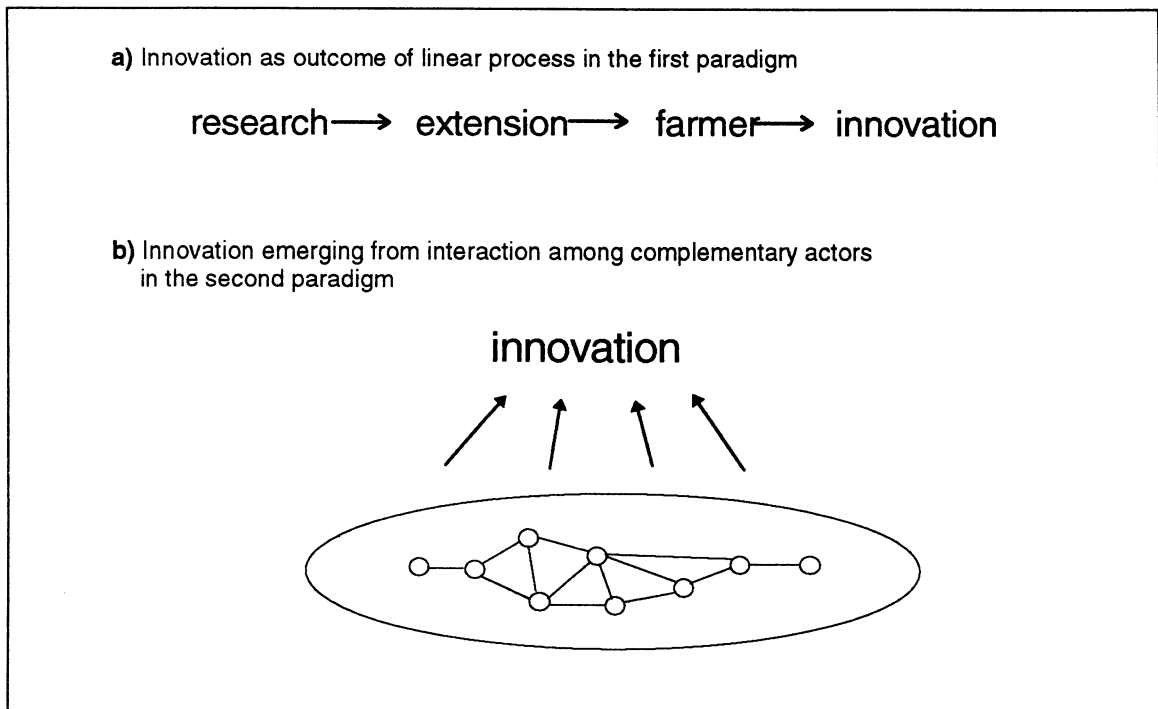 a) Innovation as outcome of linear process in the first paradigm
research → extension → farmer → innovation
b) Innovation emerging from interaction among complementary actors
in the second paradigm
innovation